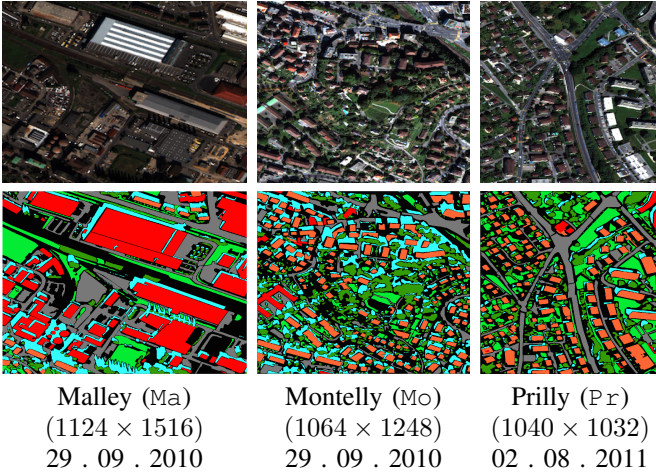 Malley (Ma)
(1124 × 1516)
29 . 09 . 2010
Montelly (Mo)
(1064 × 1248)
29 . 09 . 2010
Prilly (Pr)
(1040 × 1032)
02 . 08 . 2011